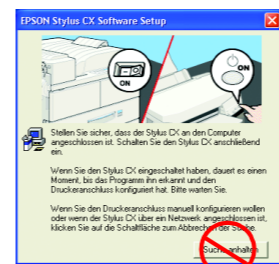 EPSON Stylus CX Software Setup
ON
ON
Stellen Sie sicher, dass der Stylus CX an den Computer
angeschlossen ist. Schalten Sie den Stylus CX anschließend
ein.
Wenn Sie den Stylus CX eingeschaltet haben, dauert es einen
Moment, bis das Programm ihn erkannt und den
Druckeranschluss konfiguriert hat. Bitte warten Sie.
Wenn Sie den Druckeranschluss manuell konfigurieren wollen
oder wenn der Stylus CX über ein Netzwerk angeschlossen ist,
klicken Sie auf die Schaltfläche zum Abbrechen der Suche.
Suche anhalten